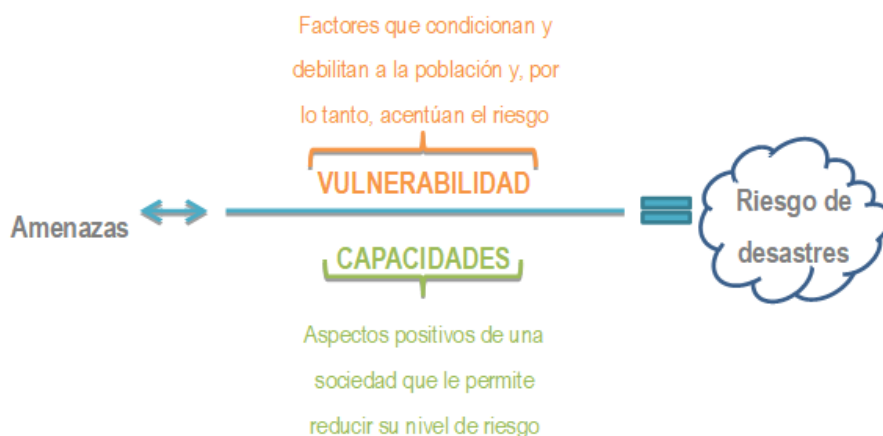 Factores que condicionan y
debilitan a la población y, por
lo tanto, acentúan el riesgo
VULNERABILIDAD
Amenazas
Riesgo de
desastres
CAPACIDADES
Aspectos positivos de una
sociedad que le permite
reducir su nivel de riesgo